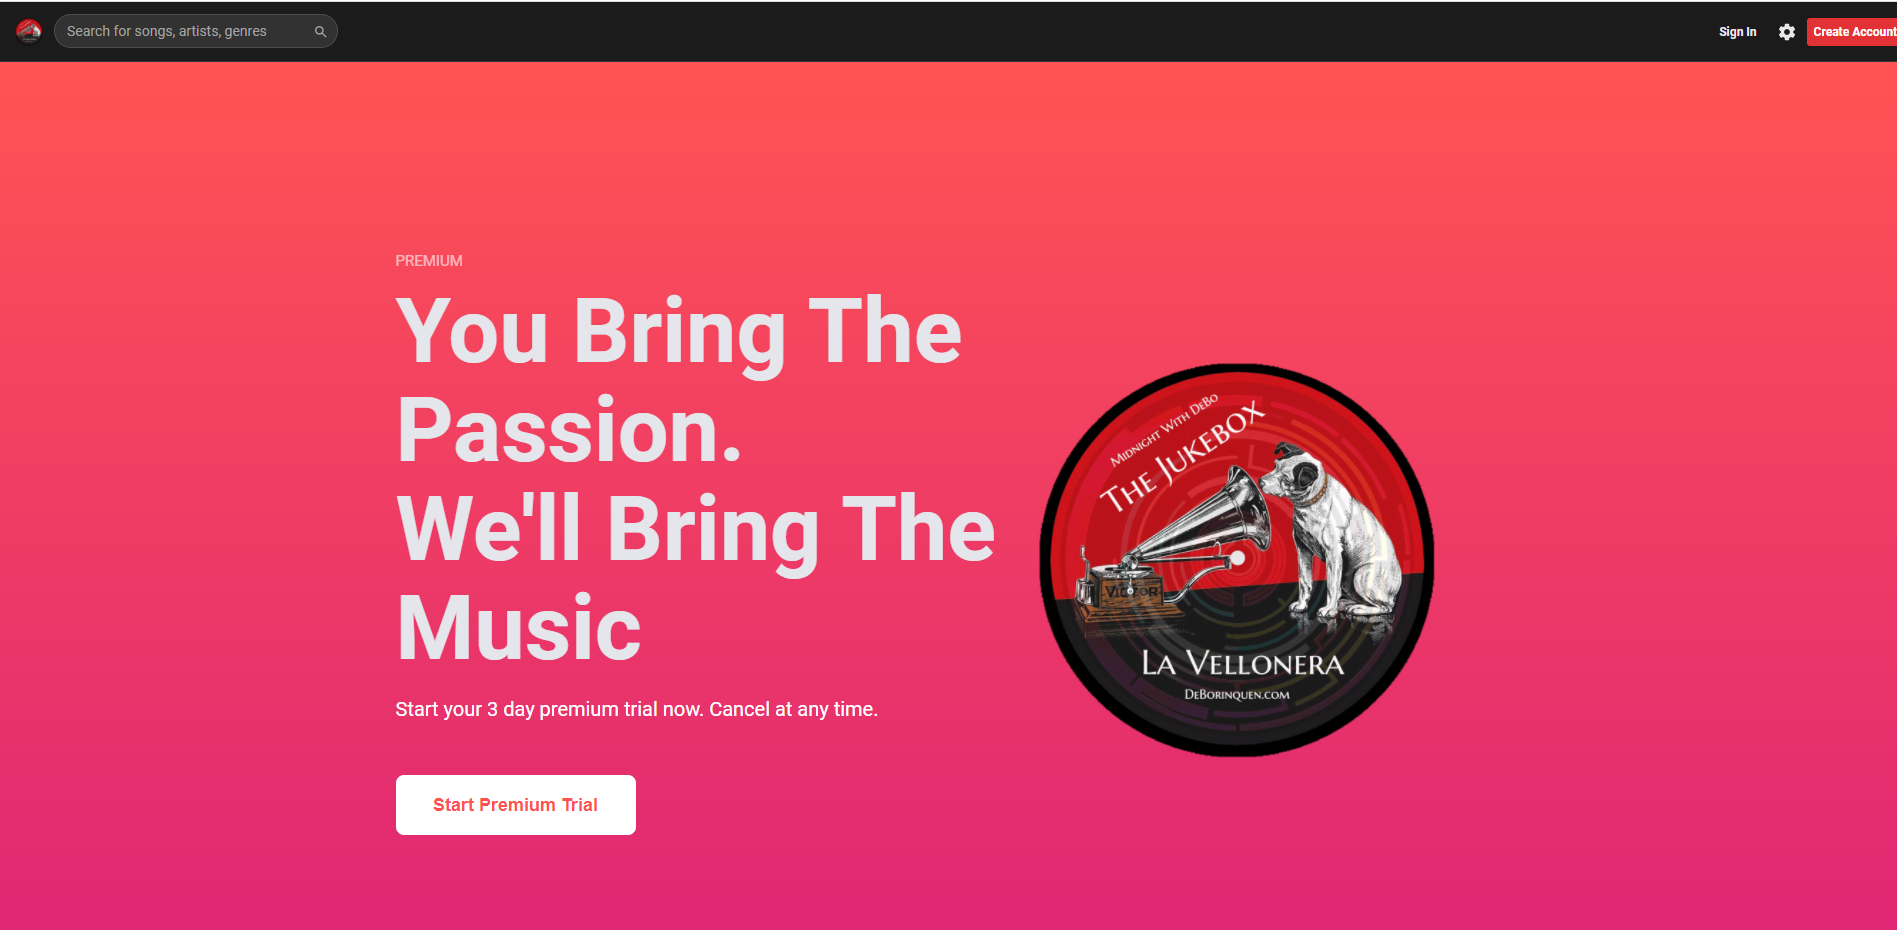 Search for songs, artists, genres
Sign In
Create Account
PREMIUM
You Bring The
Passion.
We'll Bring The
Music
Start your 3 day premium trial now. Cancel at any time.
Start Premium Trial
Midnight With DeBo
The Jukebox
VICTOR
La Vellonera
DeBorinquen.com